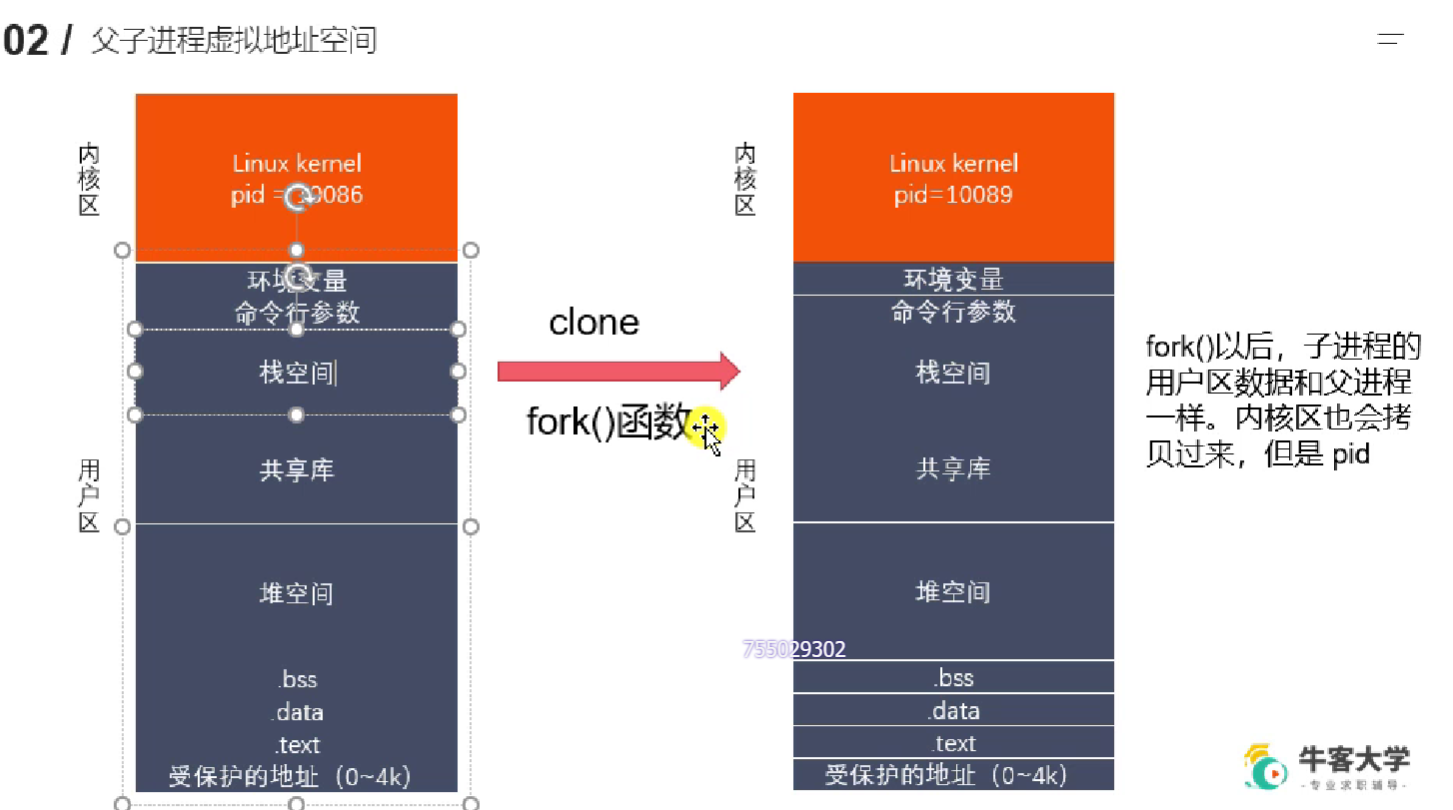 02 / 父子进程虚拟地址空间
内核区
Linux kernel
pid = 10086
环境变量
命令行参数
栈空间
共享库
用户区
堆空间
.bss
.data
.text
受保护的地址（0~4k）
clone
fork()函数
内核区
Linux kernel
pid=10089
环境变量
命令行参数
栈空间
共享库
用户区
堆空间
755029302
.bss
.data
.text
受保护的地址（0~4k）
fork()以后，子进程的
用户区数据和父进程
一样。内核区也会拷
贝过来，但是 pid
牛客大学
-专业求职辅导-